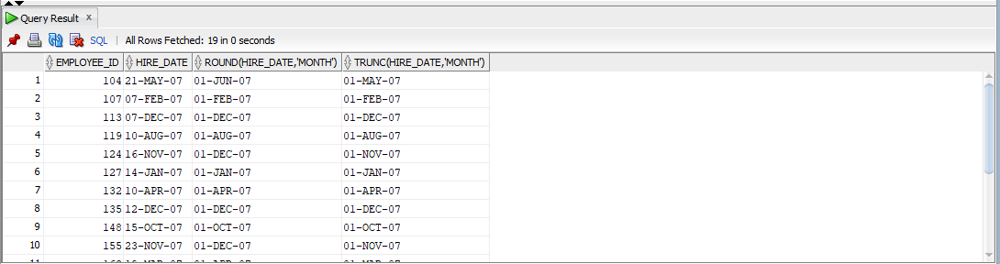 Query Result x
SQL | All Rows Fetched: 19 in 0 seconds
EMPLOYEE_ID HIRE_DATE ROUND(HIRE_DATE,'MONTH') TRUNC(HIRE_DATE,'MONTH')
1 104 21-MAY-07 01-JUN-07 01-MAY-07
2 107 07-FEB-07 01-FEB-07 01-FEB-07
3 113 07-DEC-07 01-DEC-07 01-DEC-07
4 119 10-AUG-07 01-AUG-07 01-AUG-07
5 124 16-NOV-07 01-DEC-07 01-NOV-07
6 127 14-JAN-07 01-JAN-07 01-JAN-07
7 132 10-APR-07 01-APR-07 01-APR-07
8 135 12-DEC-07 01-DEC-07 01-DEC-07
9 148 15-OCT-07 01-OCT-07 01-OCT-07
10 155 23-NOV-07 01-DEC-07 01-NOV-07
11